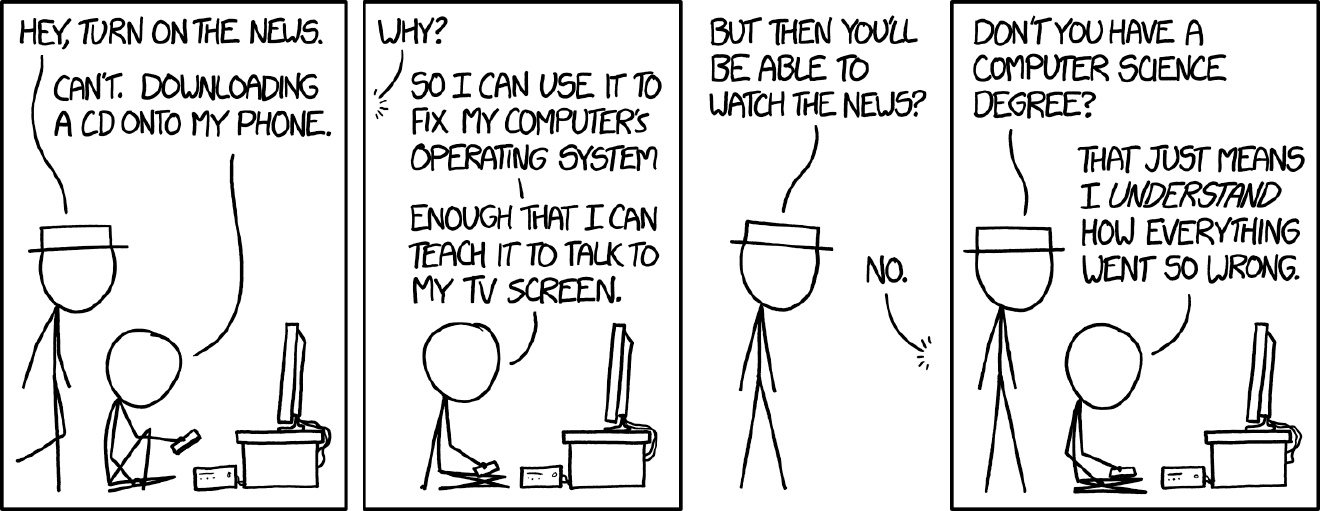 HEY, TURN ON THE NEWS.
CAN'T. DOWNLOADING
A CD ONTO MY PHONE.
WHY?
SO I CAN USE IT TO
FIX MY COMPUTER'S
OPERATING SYSTEM
ENOUGH THAT I CAN
TEACH IT TO TALK TO
MY TV SCREEN.
BUT THEN YOU'LL
BE ABLE TO
WATCH THE NEWS?
NO.
DON'T YOU HAVE A
COMPUTER SCIENCE
DEGREE?
THAT JUST MEANS
I UNDERSTAND
HOW EVERYTHING
WENT SO WRONG.